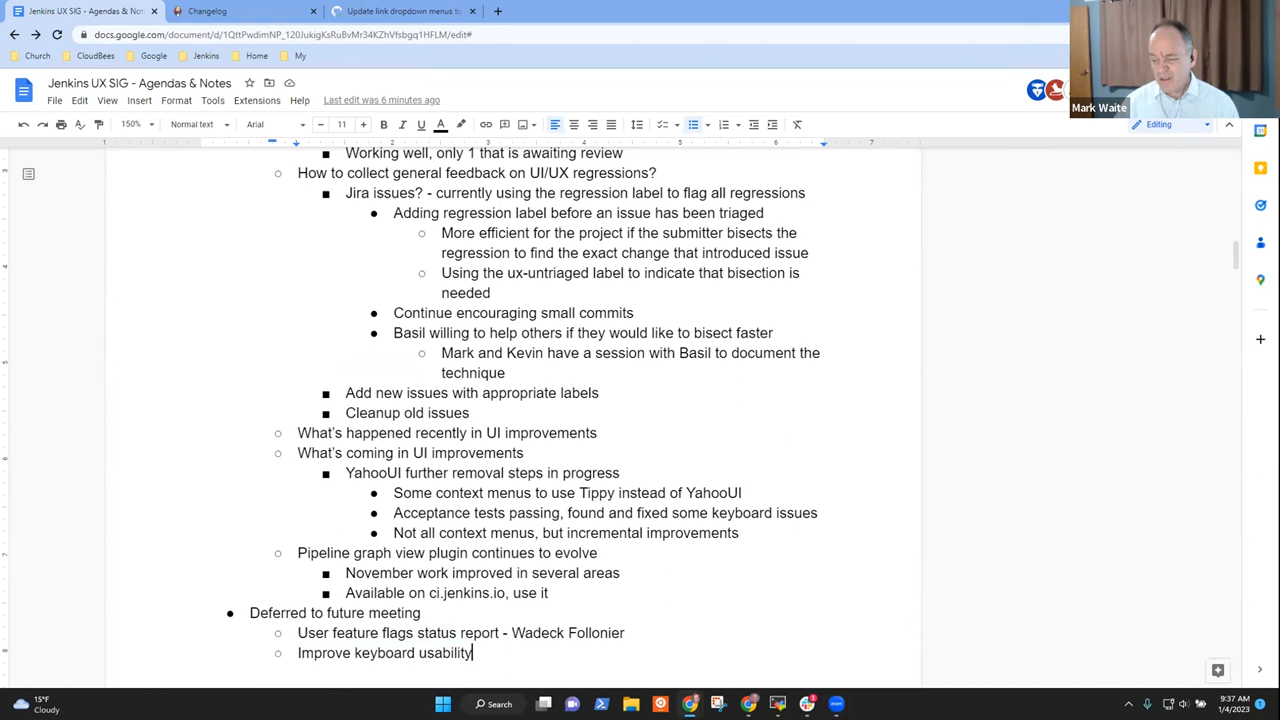 Jenkins UX SIG - Agendas & Not
Changelog
Update link dropdown menus to
docs.google.com/document/d/1QttPwdimNP_120JukigKsRuBvMr34KZhVfsbgq1HFLM/edit#
Church CloudBees Google Jenkins Home My
Jenkins UX SIG - Agendas & Notes
File Edit View Insert Format Tools Extensions Help Last edit was 6 minutes ago
150% Normal text Arial 11 Editing
Mark Waite
1 1 2 3 4 5 6 7
Working well, only 1 that is awaiting review
How to collect general feedback on UI/UX regressions?
Jira issues? - currently using the regression label to flag all regressions
Adding regression label before an issue has been triaged
More efficient for the project if the submitter bisects the
regression to find the exact change that introduced issue
Using the ux-untriaged label to indicate that bisection is
needed
Continue encouraging small commits
Basil willing to help others if they would like to bisect faster
Mark and Kevin have a session with Basil to document the
technique
Add new issues with appropriate labels
Cleanup old issues
What's happened recently in UI improvements
What's coming in UI improvements
YahooUI further removal steps in progress
Some context menus to use Tippy instead of YahooUI
Acceptance tests passing, found and fixed some keyboard issues
Not all context menus, but incremental improvements
Pipeline graph view plugin continues to evolve
November work improved in several areas
Available on ci.jenkins.io, use it
Deferred to future meeting
User feature flags status report - Wadeck Follonier
Improve keyboard usability
15°F
Cloudy
Search
9:37 AM
1/4/2023